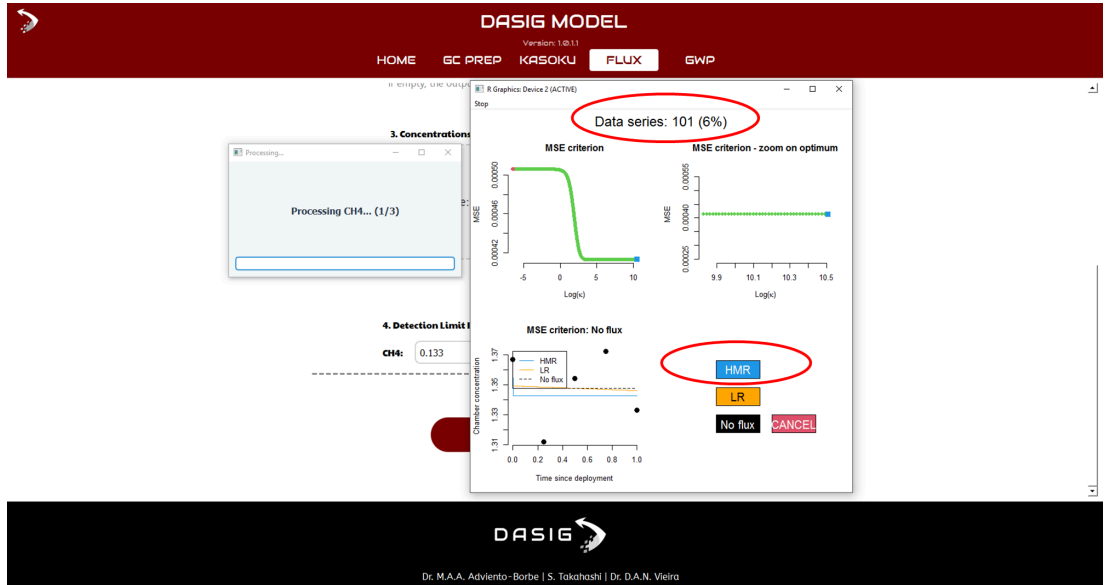 DASIG MODEL
Version: 1.0.1.1
HOME GC PREP KASOKU FLUX GWP
If empty, the outpu
R Graphics: Device 2 (ACTIVE)
Stop
Data series: 101 (6%)
3. Concentrations
Processing...
Processing CH4... (1/3)
e:
MSE criterion
MSE
0.00050
0.00046
0.00042
-5 0 5 10
Log(κ)
MSE criterion - zoom on optimum
MSE
0.00055
0.00040
0.00025
9.9 10.1 10.3 10.5
Log(κ)
4. Detection Limit
CH4: 0.133
MSE criterion: No flux
Chamber concentration
1.37
1.35
1.33
1.31
HMR
LR
No flux
0.0 0.2 0.4 0.6 0.8 1.0
Time since deployment
HMR
LR
No flux CANCEL
DASIG
Dr. M.A.A. Adviento-Borbe | S. Takahashi | Dr. D.A.N. Vieira